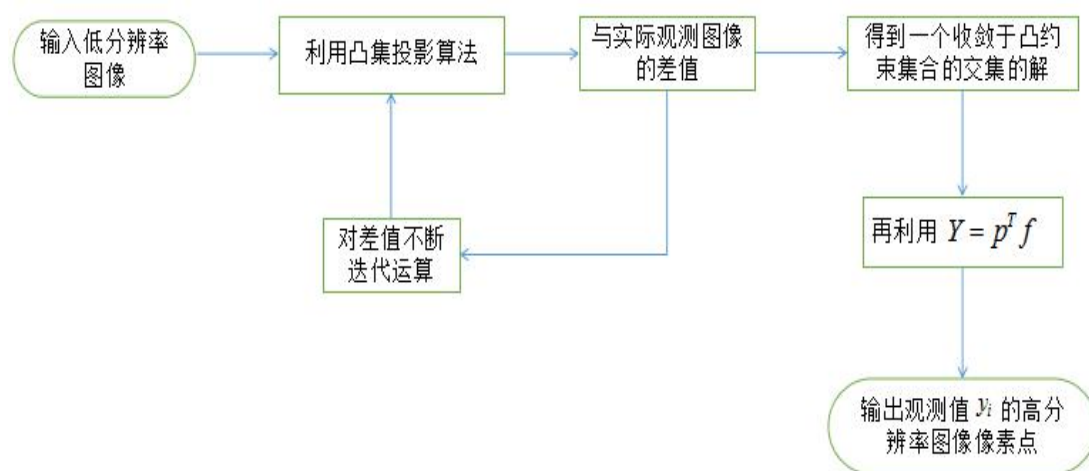 输入低分辨率
图像
利用凸集投影算法
与实际观测图像
的差值
得到一个收敛于凸约
束集合的交集的解
对差值不断
迭代运算
再利用 Y = p^T f
输出观测值 y_i 的高分
辨率图像像素点